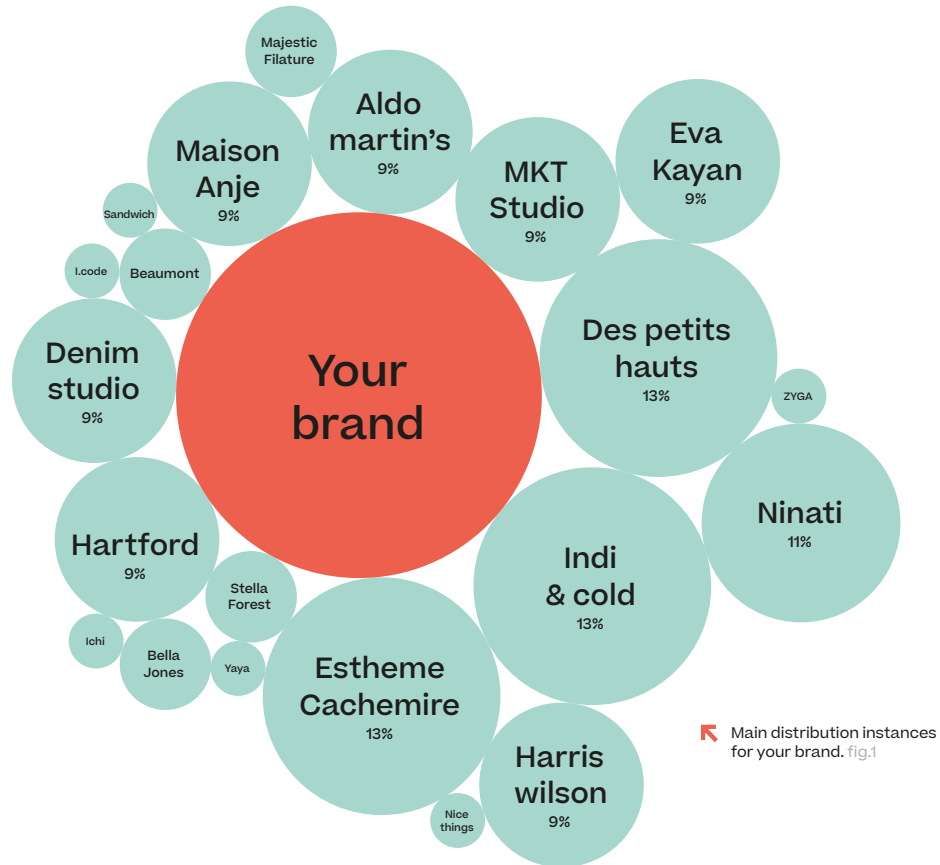 Majestic
Filature
Aldo
martin's
9%
Maison
Anje
9%
MKT
Studio
9%
Eva
Kayan
9%
Sandwich
I.code
Beaumont
Your
brand
Des petits
hauts
13%
Denim
studio
9%
ZYGA
Ninati
11%
Hartford
9%
Indi
& cold
13%
Stella
Forest
Ichi
Bella
Jones
Yaya
Estheme
Cachemire
13%
Main distribution instances
for your brand. fig.1
Harris
wilson
9%
Nice
things